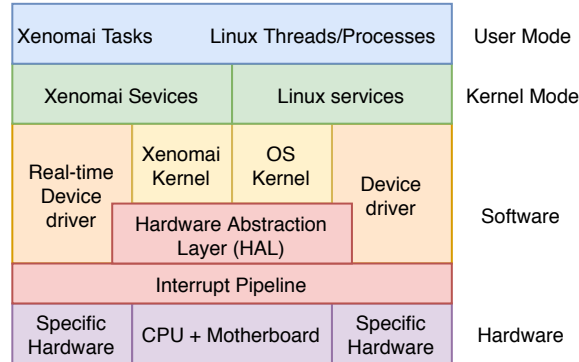 Xenomai Tasks Linux Threads/Processes User Mode
Xenomai Sevices Linux services Kernel Mode
Real-time
Device
driver
Xenomai
Kernel
OS
Kernel
Device
driver
Hardware Abstraction
Layer (HAL)
Software
Interrupt Pipeline
Specific
Hardware
CPU + Motherboard
Specific
Hardware
Hardware